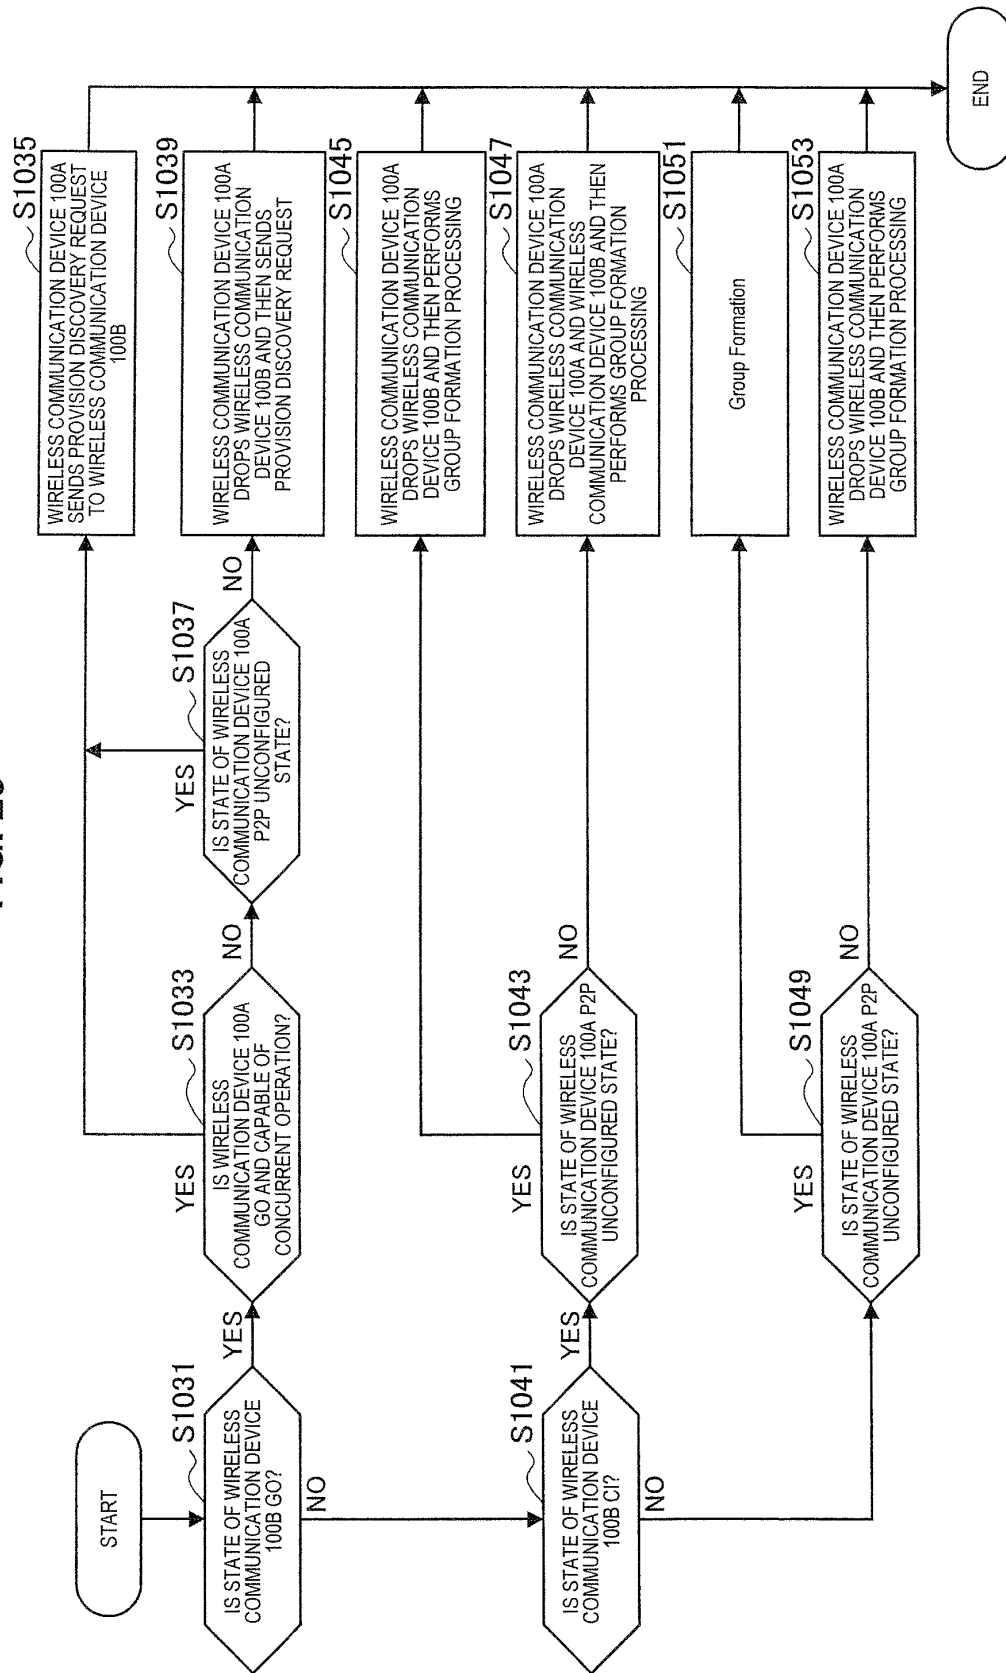 START
IS STATE OF WIRELESS
COMMUNICATION DEVICE
100B GO?
S1031
YES
NO
IS WIRELESS
COMMUNICATION DEVICE 100A
GO AND CAPABLE OF
CONCURRENT OPERATION?
S1033
YES
NO
IS STATE OF WIRELESS
COMMUNICATION DEVICE 100A
P2P UNCONFIGURED
STATE?
S1037
YES
NO
WIRELESS COMMUNICATION DEVICE 100A
SENDS PROVISION DISCOVERY REQUEST
TO WIRELESS COMMUNICATION DEVICE
100B
S1035
WIRELESS COMMUNICATION DEVICE 100A
DROPS WIRELESS COMMUNICATION
DEVICE 100B AND THEN SENDS
PROVISION DISCOVERY REQUEST
S1039
IS STATE OF WIRELESS
COMMUNICATION DEVICE
100B CI?
S1041
YES
NO
IS STATE OF WIRELESS
COMMUNICATION DEVICE 100A P2P
UNCONFIGURED STATE?
S1043
YES
NO
WIRELESS COMMUNICATION DEVICE 100A
DROPS WIRELESS COMMUNICATION
DEVICE 100B AND THEN PERFORMS
GROUP FORMATION PROCESSING
S1045
WIRELESS COMMUNICATION DEVICE 100A
DROPS WIRELESS COMMUNICATION
DEVICE 100A AND WIRELESS
COMMUNICATION DEVICE 100B AND THEN
PERFORMS GROUP FORMATION
PROCESSING
S1047
IS STATE OF WIRELESS
COMMUNICATION DEVICE 100A P2P
UNCONFIGURED STATE?
S1049
YES
NO
Group Formation
S1051
WIRELESS COMMUNICATION DEVICE 100A
DROPS WIRELESS COMMUNICATION
DEVICE 100B AND THEN PERFORMS
GROUP FORMATION PROCESSING
S1053
END